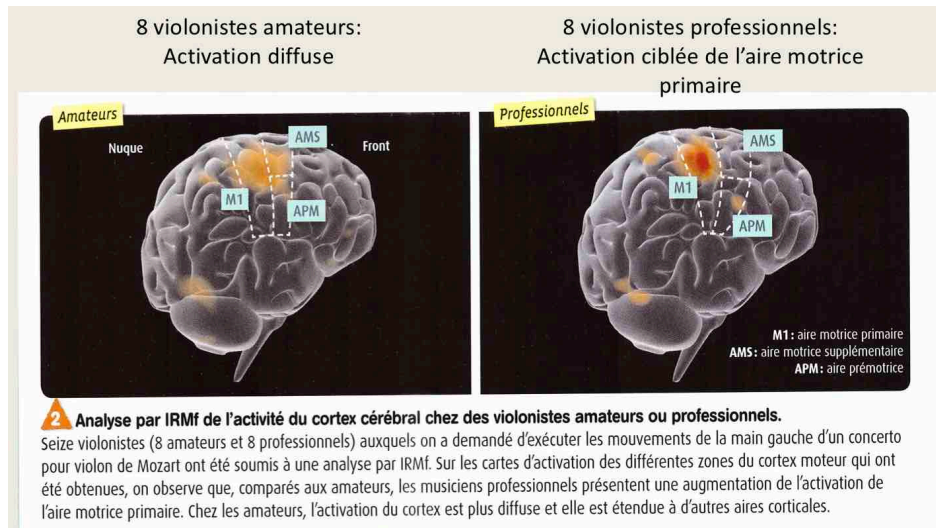 8 violonistes amateurs:
Activation diffuse
8 violonistes professionnels:
Activation ciblée de l'aire motrice
primaire
Amateurs
Nuque
AMS
Front
M1
APM
Professionnels
AMS
M1
APM
M1 : aire motrice primaire
AMS : aire motrice supplémentaire
APM : aire prémotrice
2 Analyse par IRMf de l'activité du cortex cérébral chez des violonistes amateurs ou professionnels.
Seize violonistes (8 amateurs et 8 professionnels) auxquels on a demandé d'exécuter les mouvements de la main gauche d'un concerto
pour violon de Mozart ont été soumis à une analyse par IRMf. Sur les cartes d'activation des différentes zones du cortex moteur qui ont
été obtenues, on observe que, comparés aux amateurs, les musiciens professionnels présentent une augmentation de l'activation de
l'aire motrice primaire. Chez les amateurs, l'activation du cortex est plus diffuse et elle est étendue à d'autres aires corticales.